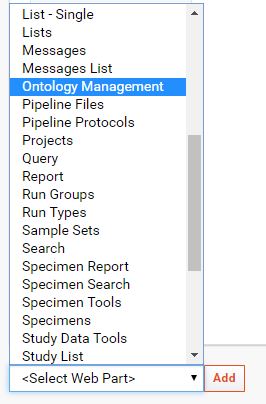 List - Single
Lists
Messages
Messages List
Ontology Management
Pipeline Files
Pipeline Protocols
Projects
Query
Report
Run Groups
Run Types
Sample Sets
Search
Specimen Report
Specimen Search
Specimen Tools
Specimens
Study Data Tools
Study List
<Select Web Part> Add